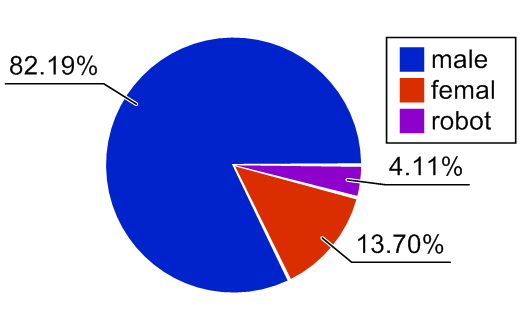 82.19%
male
femal
robot
4.11%
13.70%